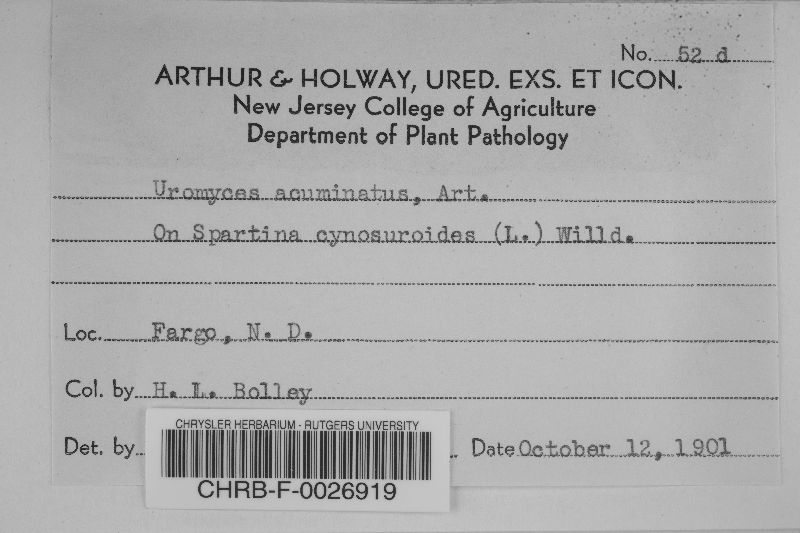 No. 52 d
ARTHUR & HOLWAY, URED. EXS. ET ICON.
New Jersey College of Agriculture
Department of Plant Pathology
Uromyces acuminatus, Art.
On Spartina cynosuroides (L.) Willd.
Loc. Fargo, N. D.
Col. by H. L. Bolley
Det. by
Date October 12, 1901
CHRYSLER HERBARIUM - RUTGERS UNIVERSITY
CHRB-F-0026919